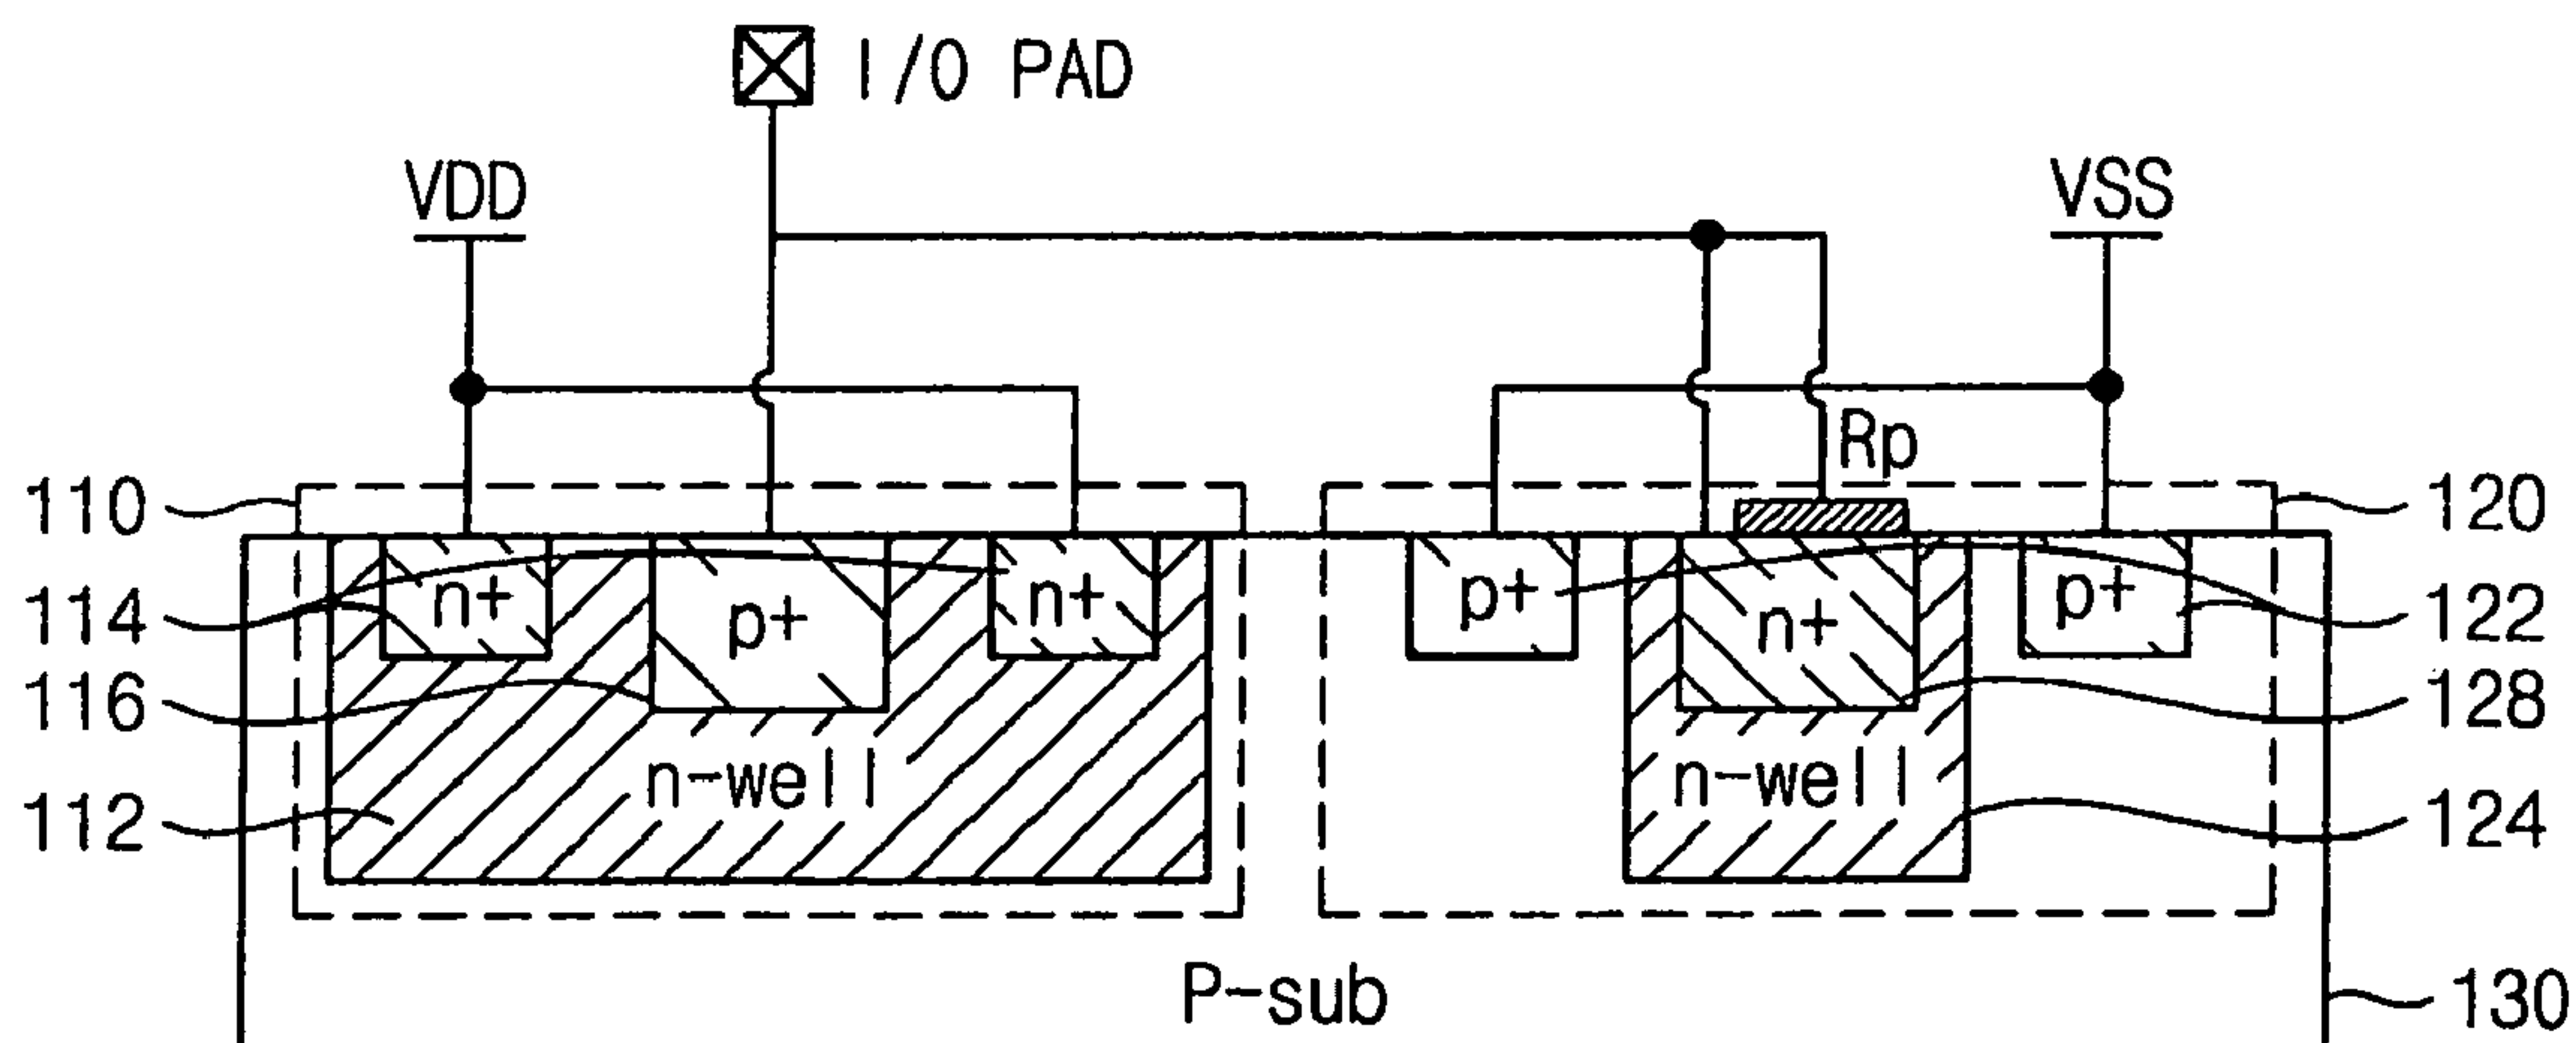 I/O PAD
VDD
VSS
Rp
110
120
n+
p+
n+
p+
n+
p+
114
122
116
128
n-well
n-well
112
124
P-sub
130